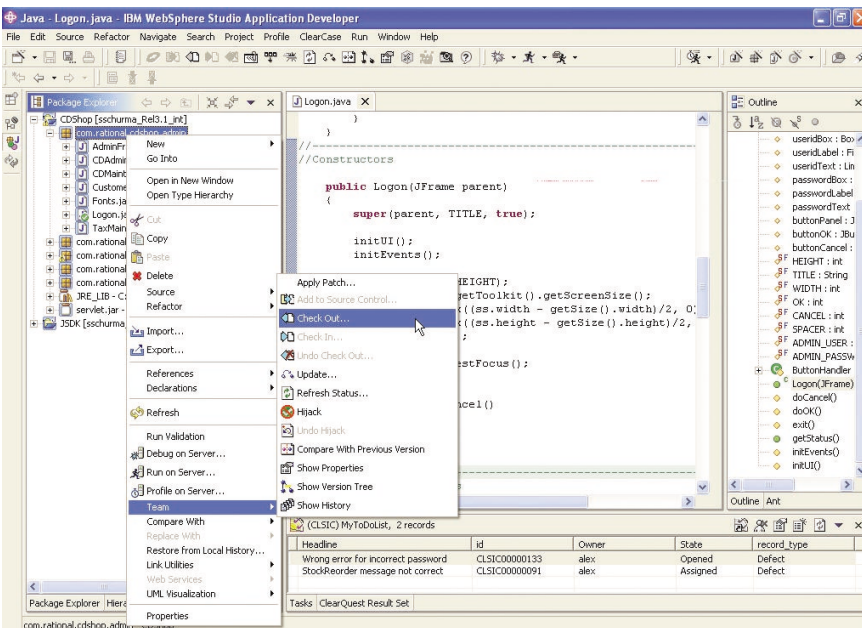 Java - Logon.java - IBM WebSphere Studio Application Developer
File Edit Source Refactor Navigate Search Project Profile ClearCase Run Window Help
Package Explorer
CDShop [sschurma_Rel3.1_int]
com.rational.cdshop.admin
AdminFr
CDAdmir
CDMaint
Custome
Fonts.ja
Logon.ja
TaxMain
com.rational
com.rational
com.rational
com.rational
JRE_LIB - C:
servlet.jar -
JSDK [sschurma
Package Explorer Hiera
com.rational.cdshop.admin
New
Go Into
Open in New Window
Open Type Hierarchy
Cut
Copy
Paste
Delete
Source
Refactor
Import...
Export...
References
Declarations
Refresh
Run Validation
Debug on Server...
Run on Server...
Profile on Server...
Team
Compare With
Replace With
Restore from Local History...
Link Utilities
Web Services
UML Visualization
Properties
Apply Patch...
Add to Source Control...
Check Out...
Check In...
Undo Check Out...
Update...
Refresh Status...
Hijack
Undo Hijack
Compare With Previous Version
Show Properties
Show Version Tree
Show History
Logon.java
}
}
//
//Constructors
public Logon(JFrame parent)
{
super(parent, TITLE, true);
initUI();
initEvents();
HEIGHT);
getToolkit().getScreenSize();
((ss.width - getSize().width)/2, 0)
((ss.height - getSize().height)/2,
;
estFocus();
ncel()
Outline
useridBox : Box
useridLabel : Fi
useridText : Lin
passwordBox :
passwordLabel
passwordText
buttonPanel : J
buttonOK : JBu
buttonCancel :
HEIGHT : int
TITLE : String
WIDTH : int
OK : int
CANCEL : int
SPACER : int
ADMIN_USER :
ADMIN_PASSW
ButtonHandler
Logon(JFrame)
doCancel()
doOK()
exit()
getStatus()
initEvents()
initUI()
Outline Ant
(CLSIC) MyToDoList, 2 records
Headline id Owner State record_type
Wrong error for incorrect password CLSIC00000133 alex Opened Defect
StockReorder message not correct CLSIC00000091 alex Assigned Defect
Tasks ClearQuest Result Set